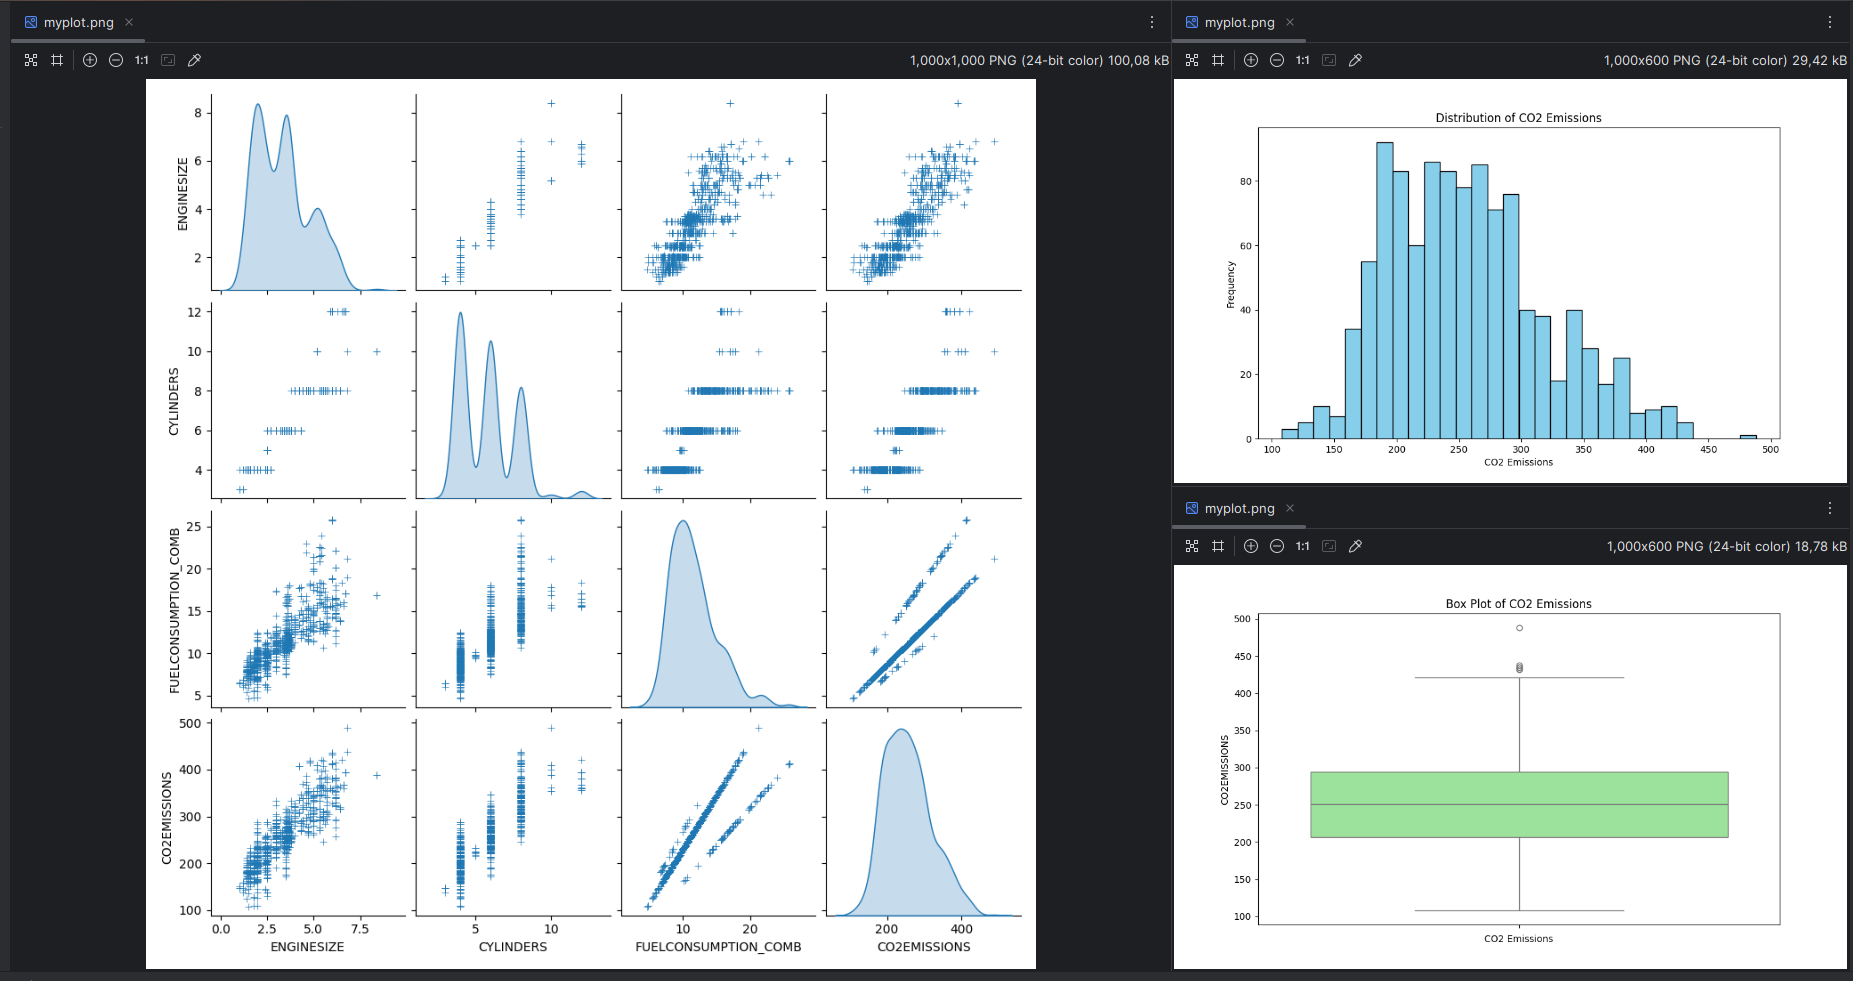 myplot.png
1:1
1,000x1,000 PNG (24-bit color) 100,08 kB
8
6
4
2
ENGINESIZE
12
10
8
6
4
CYLINDERS
25
20
15
10
5
FUELCONSUMPTION_COMB
500
400
300
200
100
CO2EMISSIONS
0.0 2.5 5.0 7.5
ENGINESIZE
5 10
CYLINDERS
10 20
FUELCONSUMPTION_COMB
200 400
CO2EMISSIONS
myplot.png
1:1
1,000x600 PNG (24-bit color) 29,42 kB
Distribution of CO2 Emissions
80
60
40
20
0
Frequency
100 150 200 250 300 350 400 450 500
CO2 Emissions
myplot.png
1:1
1,000x600 PNG (24-bit color) 18,78 kB
Box Plot of CO2 Emissions
500
450
400
350
300
250
200
150
100
CO2EMISSIONS
CO2 Emissions